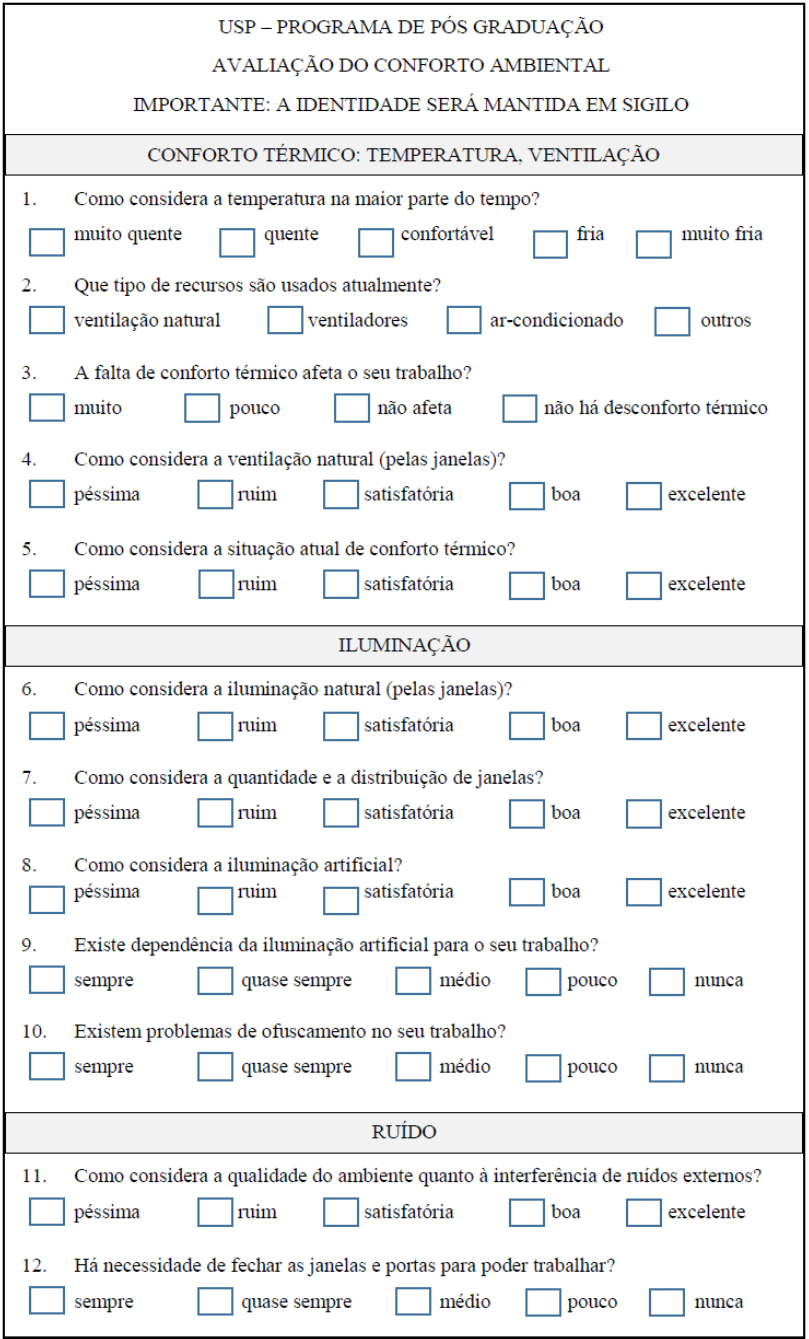 USP – PROGRAMA DE PÓS GRADUAÇÃO
AVALIAÇÃO DO CONFORTO AMBIENTAL
IMPORTANTE: A IDENTIDADE SERÁ MANTIDA EM SIGILO
CONFORTO TÉRMICO: TEMPERATURA, VENTILAÇÃO
1. Como considera a temperatura na maior parte do tempo?
muito quente quente confortável fria muito fria
2. Que tipo de recursos são usados atualmente?
ventilação natural ventiladores ar-condicionado outros
3. A falta de conforto térmico afeta o seu trabalho?
muito pouco não afeta não há desconforto térmico
4. Como considera a ventilação natural (pelas janelas)?
péssima ruim satisfatória boa excelente
5. Como considera a situação atual de conforto térmico?
péssima ruim satisfatória boa excelente
ILUMINAÇÃO
6. Como considera a iluminação natural (pelas janelas)?
péssima ruim satisfatória boa excelente
7. Como considera a quantidade e a distribuição de janelas?
péssima ruim satisfatória boa excelente
8. Como considera a iluminação artificial?
péssima ruim satisfatória boa excelente
9. Existe dependência da iluminação artificial para o seu trabalho?
sempre quase sempre médio pouco nunca
10. Existem problemas de ofuscamento no seu trabalho?
sempre quase sempre médio pouco nunca
RUÍDO
11. Como considera a qualidade do ambiente quanto à interferência de ruídos externos?
péssima ruim satisfatória boa excelente
12. Há necessidade de fechar as janelas e portas para poder trabalhar?
sempre quase sempre médio pouco nunca